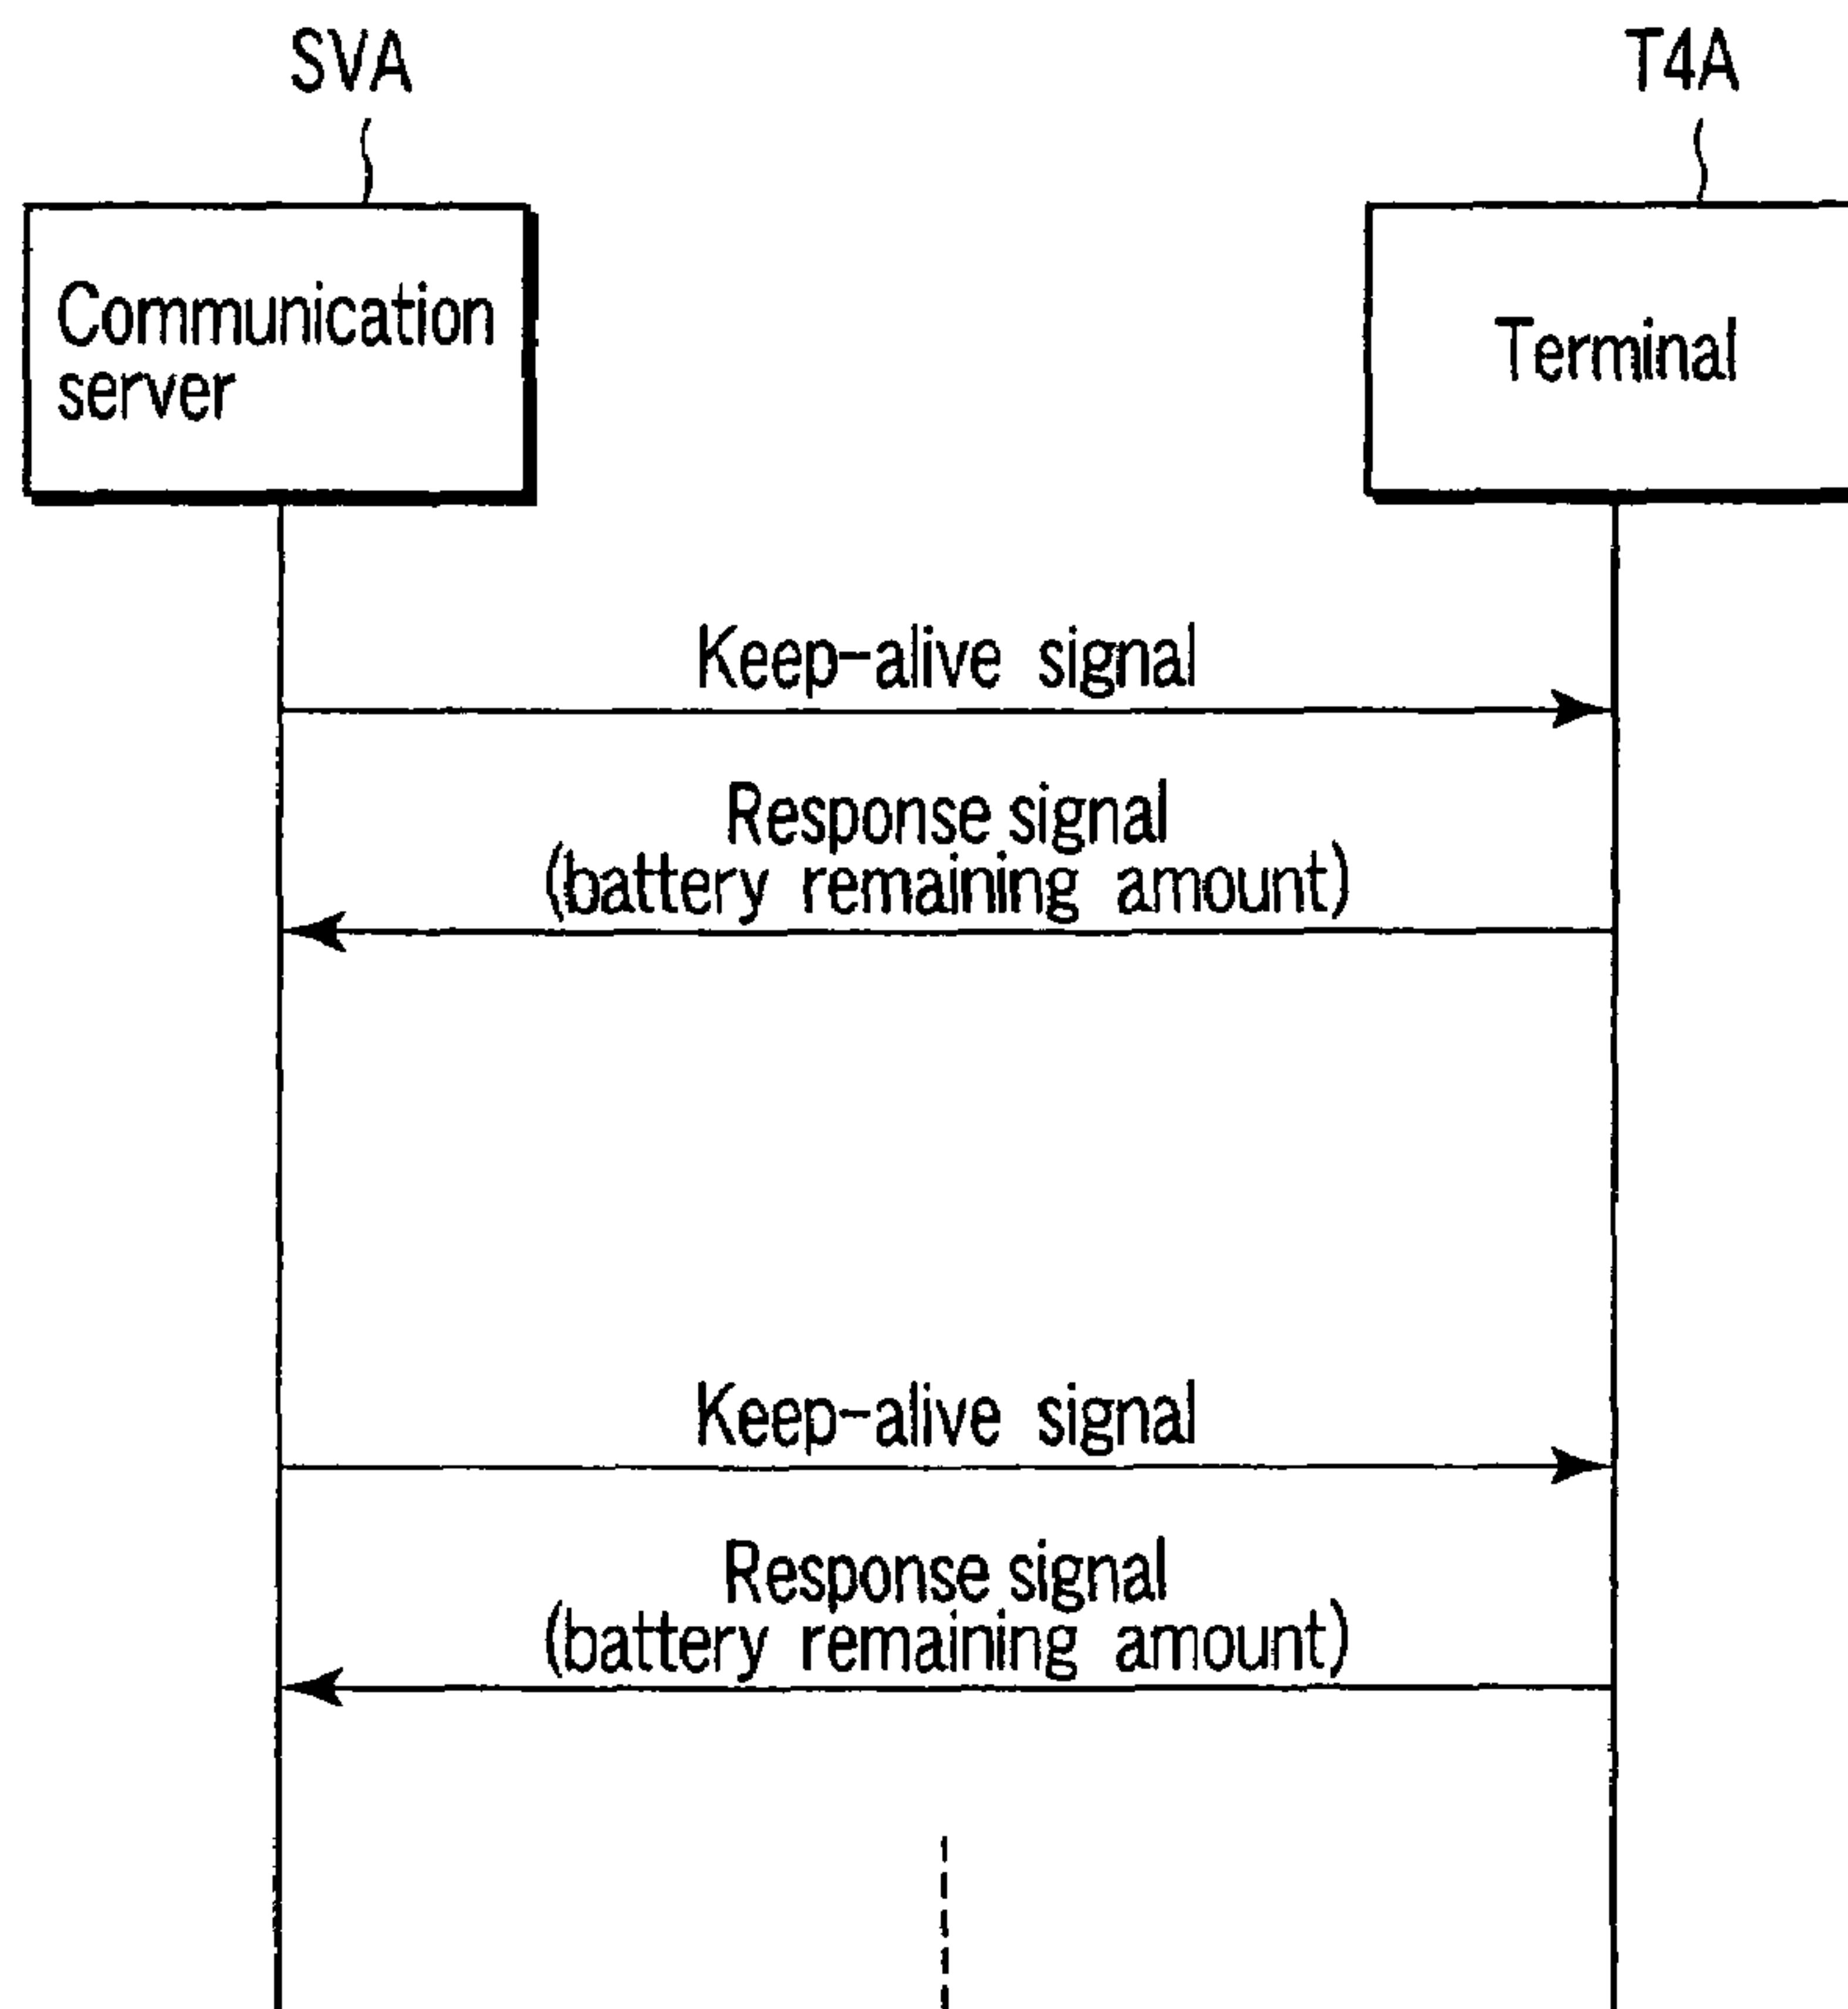 SVA
T4A
Communication
server
Terminal
Keep-alive signal
Response signal
(battery remaining amount)
Keep-alive signal
Response signal
(battery remaining amount)